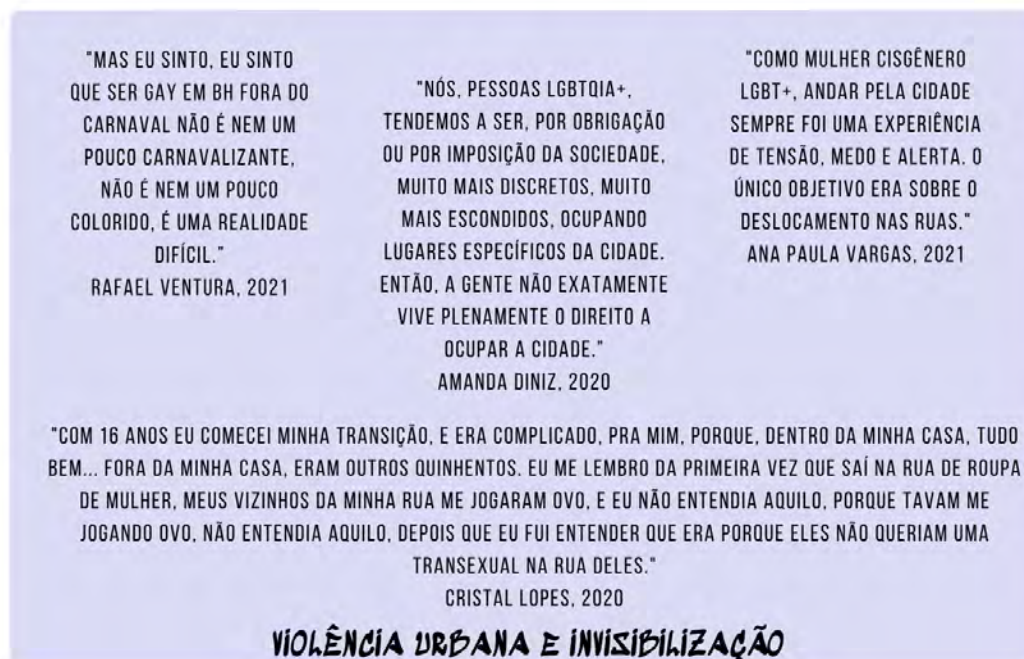 "MAS EU SINTO, EU SINTO
QUE SER GAY EM BH FORA DO
CARNAVAL NÃO É NEM UM
POUCO CARNAVALIZANTE,
NÃO É NEM UM POUCO
COLORIDO, É UMA REALIDADE
DIFÍCIL."
RAFAEL VENTURA, 2021
"NÓS, PESSOAS LGBTQIA+,
TENDEMOS A SER, POR OBRIGAÇÃO
OU POR IMPOSIÇÃO DA SOCIEDADE,
MUITO MAIS DISCRETOS, MUITO
MAIS ESCONDIDOS, OCUPANDO
LUGARES ESPECÍFICOS DA CIDADE.
ENTÃO, A GENTE NÃO EXATAMENTE
VIVE PLENAMENTE O DIREITO A
OCUPAR A CIDADE."
AMANDA DINIZ, 2020
"COMO MULHER CISGÊNERO
LGBT+, ANDAR PELA CIDADE
SEMPRE FOI UMA EXPERIÊNCIA
DE TENSÃO, MEDO E ALERTA. O
ÚNICO OBJETIVO ERA SOBRE O
DESLOCAMENTO NAS RUAS."
ANA PAULA VARGAS, 2021
"COM 16 ANOS EU COMECEI MINHA TRANSIÇÃO, E ERA COMPLICADO, PRA MIM, PORQUE, DENTRO DA MINHA CASA, TUDO
BEM... FORA DA MINHA CASA, ERAM OUTROS QUINHENTOS. EU ME LEMBRO DA PRIMEIRA VEZ QUE SAÍ NA RUA DE ROUPA
DE MULHER, MEUS VIZINHOS DA MINHA RUA ME JOGARAM OVO, E EU NÃO ENTENDIA AQUILO, PORQUE TAVAM ME
JOGANDO OVO, NÃO ENTENDIA AQUILO, DEPOIS QUE EU FUI ENTENDER QUE ERA PORQUE ELES NÃO QUERIAM UMA
TRANSEXUAL NA RUA DELES."
CRISTAL LOPES, 2020
VIOLÊNCIA URBANA E INVISIBILIZAÇÃO